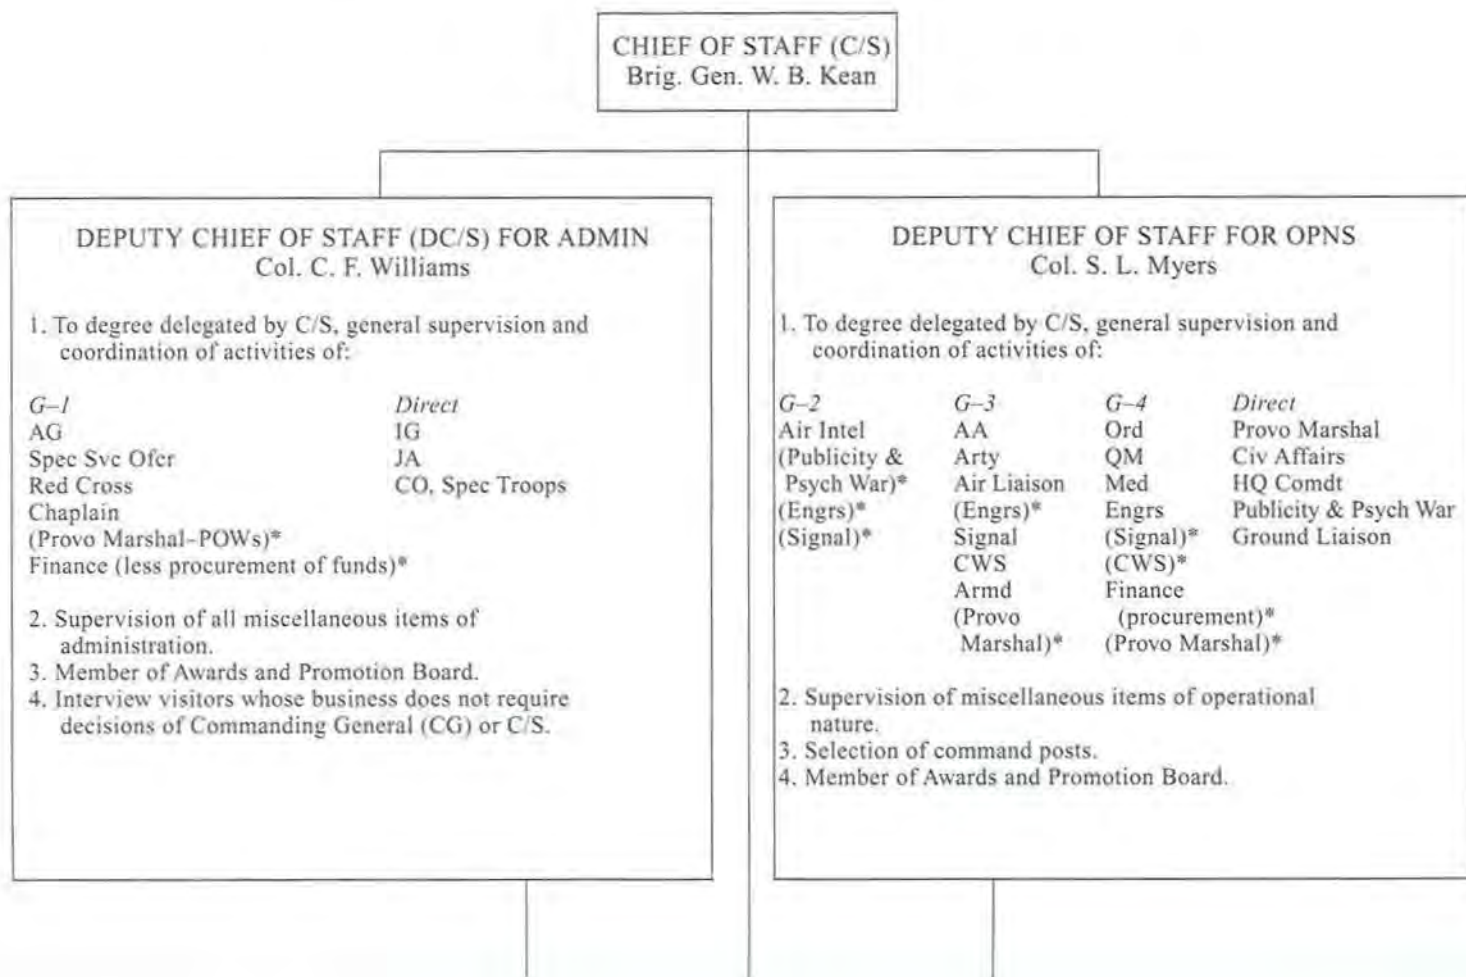 CHIEF OF STAFF (C/S)
Brig. Gen. W. B. Kean
DEPUTY CHIEF OF STAFF (DC/S) FOR ADMIN
Col. C. F. Williams
1. To degree delegated by C/S, general supervision and
coordination of activities of:
G–1
AG
Spec Svc Ofcr
Red Cross
Chaplain
(Provo Marshal–POWs)*
Finance (less procurement of funds)*
Direct
IG
JA
CO, Spec Troops
2. Supervision of all miscellaneous items of
administration.
3. Member of Awards and Promotion Board.
4. Interview visitors whose business does not require
decisions of Commanding General (CG) or C/S.
DEPUTY CHIEF OF STAFF FOR OPNS
Col. S. L. Myers
1. To degree delegated by C/S, general supervision and
coordination of activities of:
G–2
Air Intel
(Publicity &
Psych War)*
(Engrs)*
(Signal)*
G–3
AA
Arty
Air Liaison
(Engrs)*
Signal
CWS
Armd
(Provo
Marshal)*
G–4
Ord
QM
Med
Engrs
(Signal)*
(CWS)*
Finance
(procurement)*
(Provo Marshal)*
Direct
Provo Marshal
Civ Affairs
HQ Comdt
Publicity & Psych War
Ground Liaison
2. Supervision of miscellaneous items of operational
nature.
3. Selection of command posts.
4. Member of Awards and Promotion Board.